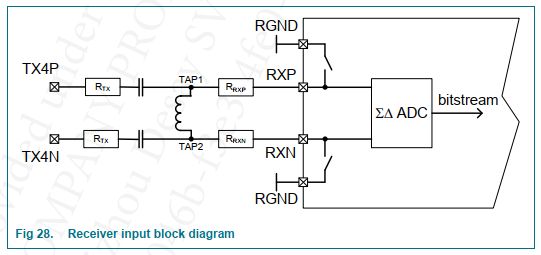 RGND
TX4P
RTX
TAP1
RRXP
RXP
ΣΔ ADC
bitstream
TX4N
RTX
TAP2
RRXN
RXN
RGND
Fig 28. Receiver input block diagram